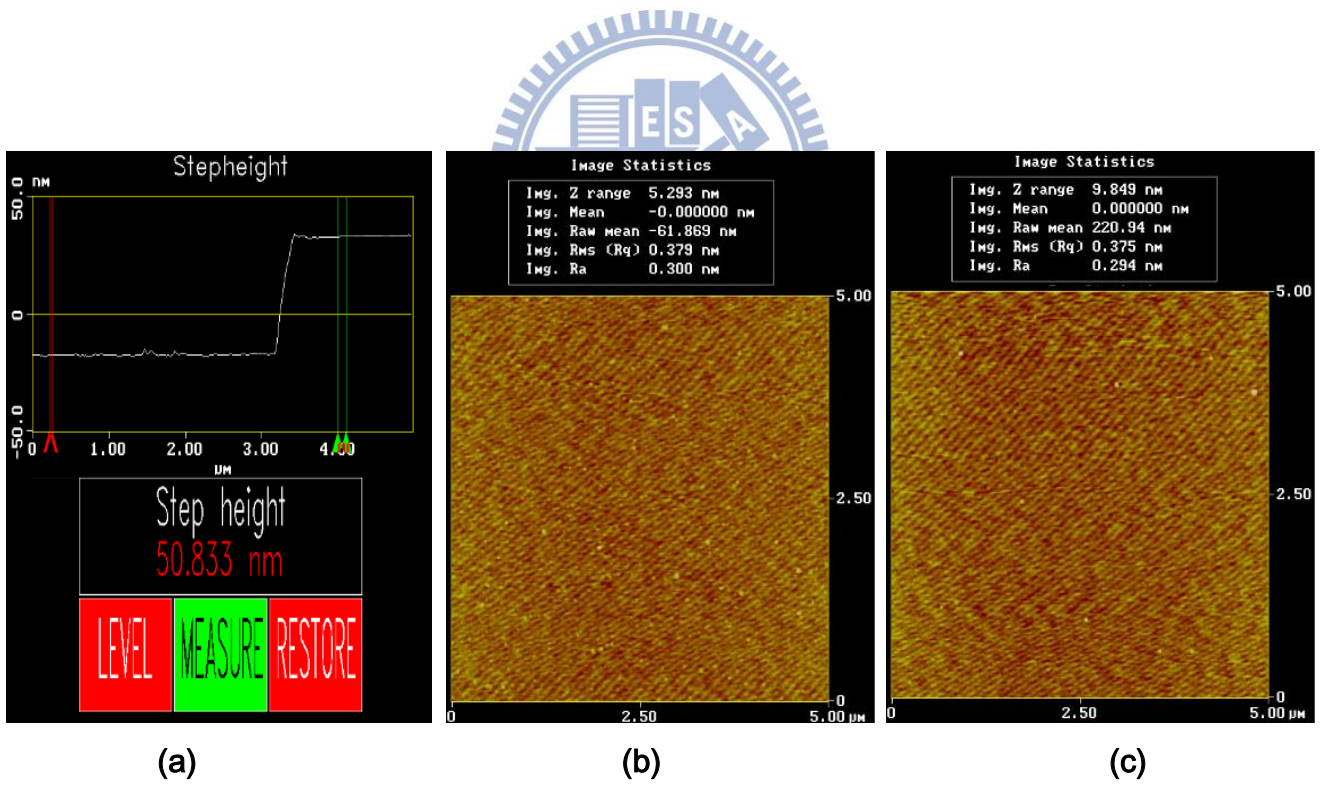 ESA
Stepheight
50.0 nm
0
-50.0
0 1.00 2.00 3.00
μm
Step height
50.833 nm
LEVEL MEASURE RESTORE
(a)
Image Statistics
Img. Z range 5.293 nm
Img. Mean -0.000000 nm
Img. Raw mean -61.869 nm
Img. Rms (Rq) 0.379 nm
Img. Ra 0.300 nm
5.00
2.50
0
0 2.50 5.00 μm
(b)
Image Statistics
Img. Z range 9.849 nm
Img. Mean 0.000000 nm
Img. Raw mean 220.94 nm
Img. Rms (Rq) 0.375 nm
Img. Ra 0.294 nm
5.00
2.50
0
0 2.50 5.00 μm
(c)